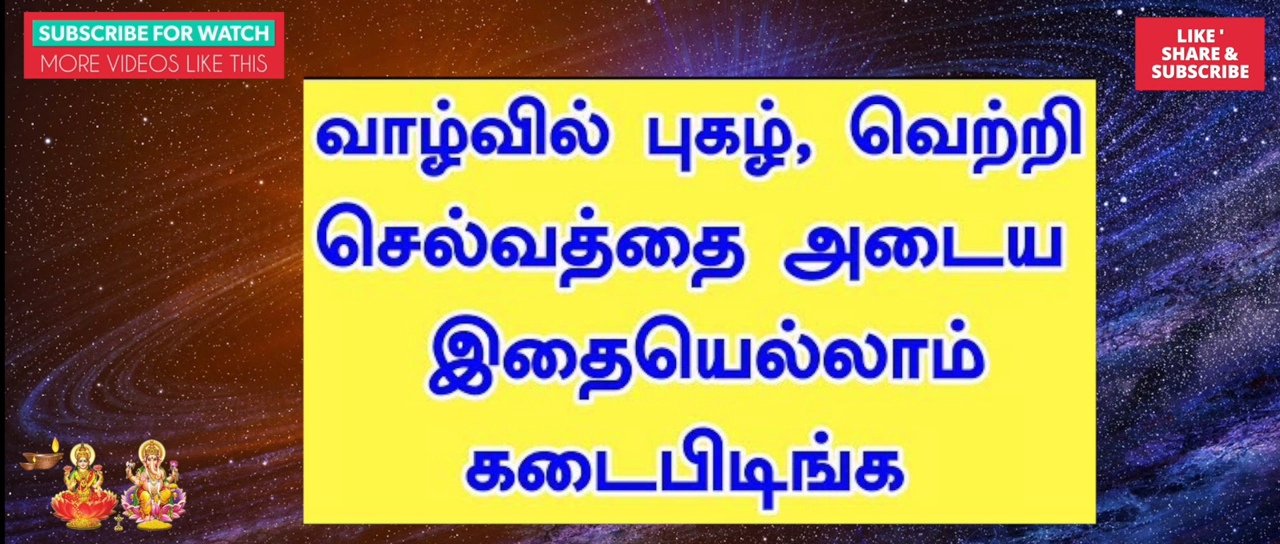 SUBSCRIBE FOR WATCH
MORE VIDEOS LIKE THIS
LIKE '
SHARE &
SUBSCRIBE
வாழ்வில் புகழ், வெற்றி
செல்வத்தை அடைய
இதையெல்லாம்
கடைபிடிங்க